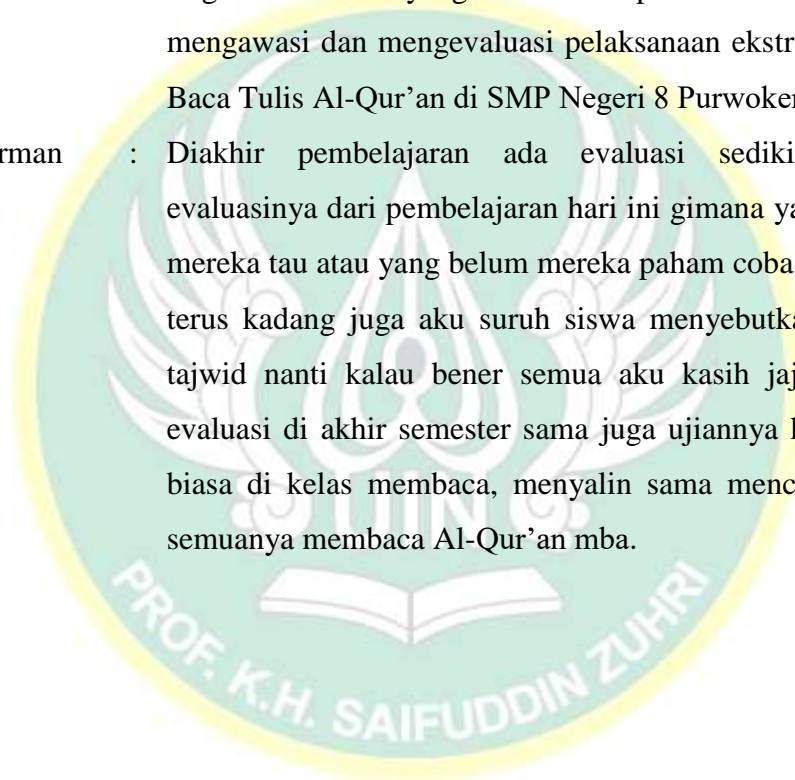 mengawasi dan mengevaluasi pelaksanaan ekstr
Baca Tulis Al-Qur'an di SMP Negeri 8 Purwoker
rman : Diakhir pembelajaran ada evaluasi sediki
evaluasinya dari pembelajaran hari ini gimana ya
mereka tau atau yang belum mereka paham coba
terus kadang juga aku suruh siswa menyebutka
tajwid nanti kalau bener semua aku kasih jaj
evaluasi di akhir semester sama juga ujiannya
biasa di kelas membaca, menyalin sama menc
semuanya membaca Al-Qur'an mba.
UIN
PROF. K.H. SAIFUDDIN ZUHRI